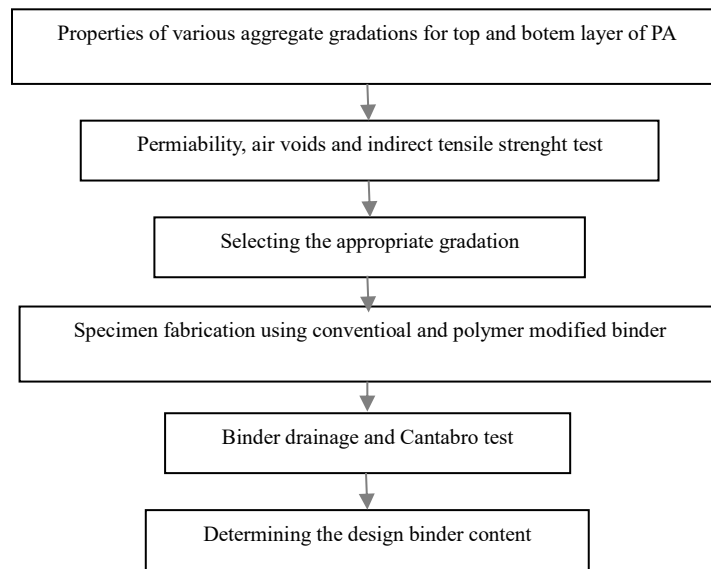 Properties of various aggregate gradations for top and botem layer of PA
Permiability, air voids and indirect tensile strenght test
Selecting the appropriate gradation
Specimen fabrication using conventioal and polymer modified binder
Binder drainage and Cantabro test
Determining the design binder content